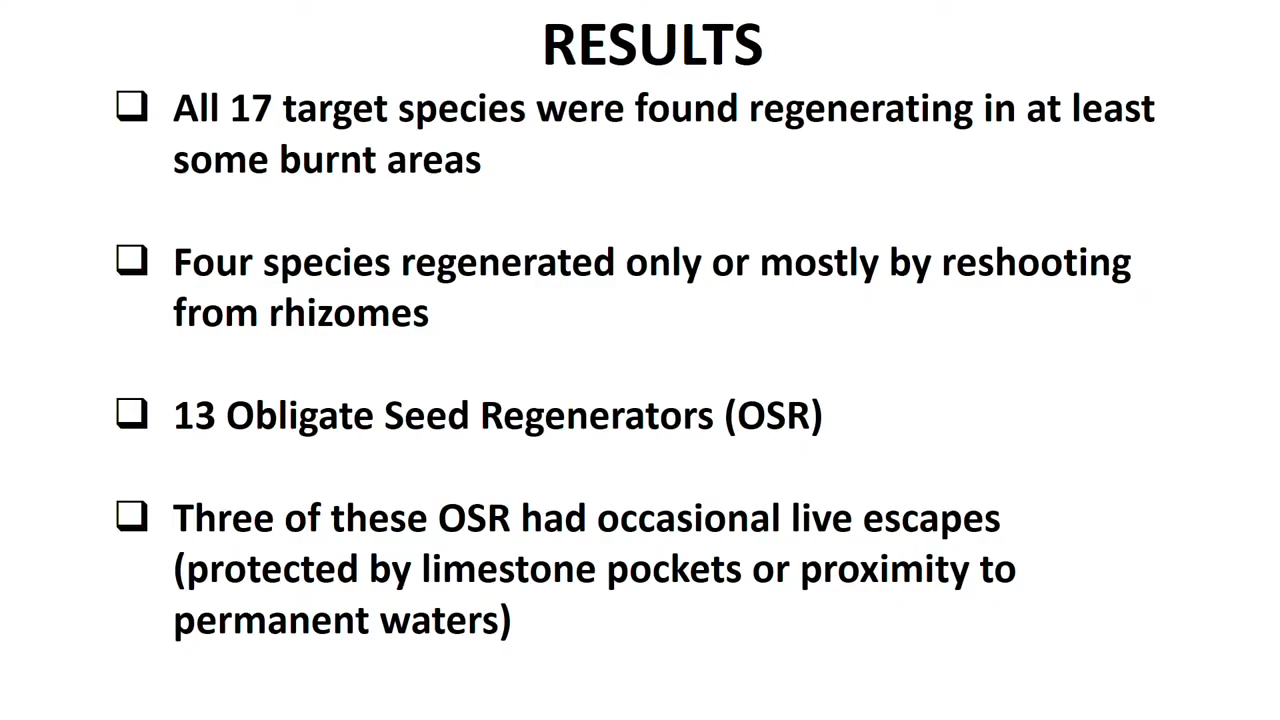 RESULTS
All 17 target species were found regenerating in at least
some burnt areas
Four species regenerated only or mostly by reshooting
from rhizomes
13 Obligate Seed Regenerators (OSR)
Three of these OSR had occasional live escapes
(protected by limestone pockets or proximity to
permanent waters)